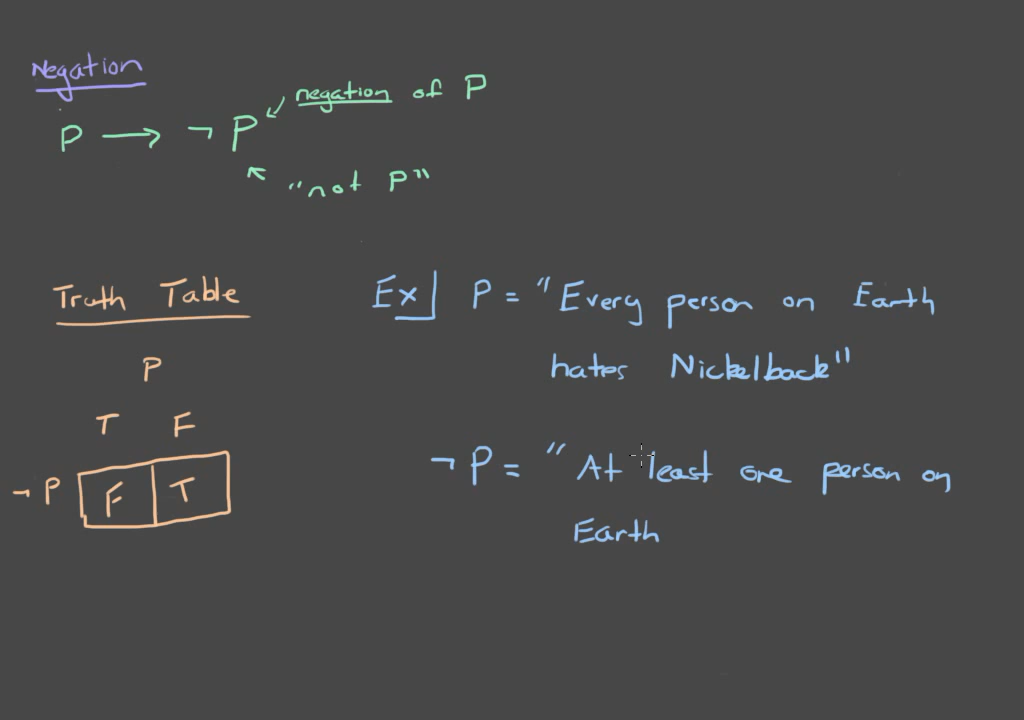 Negation
P → ¬ P
negation of P
"not P"
Truth Table
P
T F
¬ P F T
Ex P = "Every person on Earth
hates Nickelback"
¬ P = "At least one person on
Earth